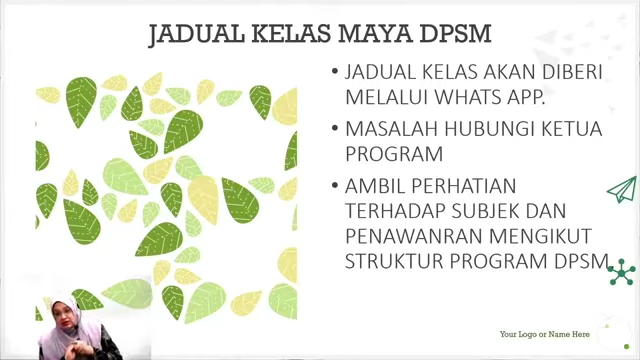 JADUAL KELAS MAYA DPSM
• JADUAL KELAS AKAN DIBERI
MELALUI WHATS APP.
• MASALAH HUBUNGI KETUA
PROGRAM
• AMBIL PERHATIAN
TERHADAP SUBJEK DAN
PENAWANRAN MENGIKUT
STRUKTUR PROGRAM DPSM
Your Logo or Name Here